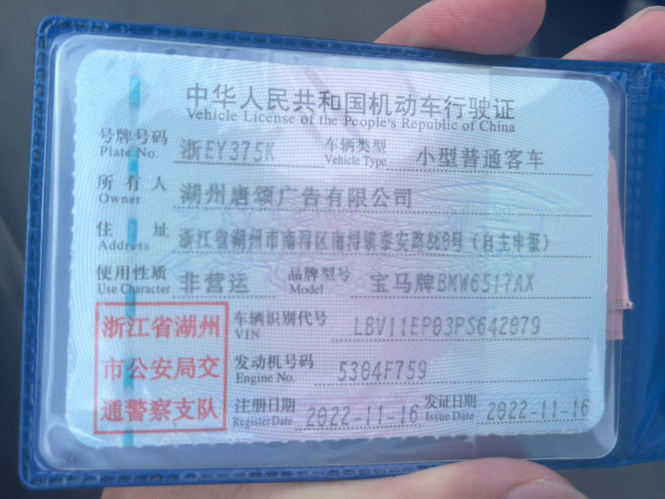 中华人民共和国机动车行驶证
Vehicle License of the People's Republic of China
号牌号码 浙EY375K 车辆类型 小型普通客车
Plate No. Vehicle Type
所有人 湖州唐颂广告有限公司
Owner
住址 浙江省湖州市南浔区南浔镇泰安路860号（自主申报）
Address
使用性质 非营运 品牌型号 宝马牌BMW6517AX
Use Character Model
浙江省湖州 车辆识别代号 LBV11EP03PS642079
VIN
市公安局交 发动机号码 5304F759
Engine No.
通警察支队 注册日期 2022-11-16 发证日期 2022-11-16
Register Date Issue Date